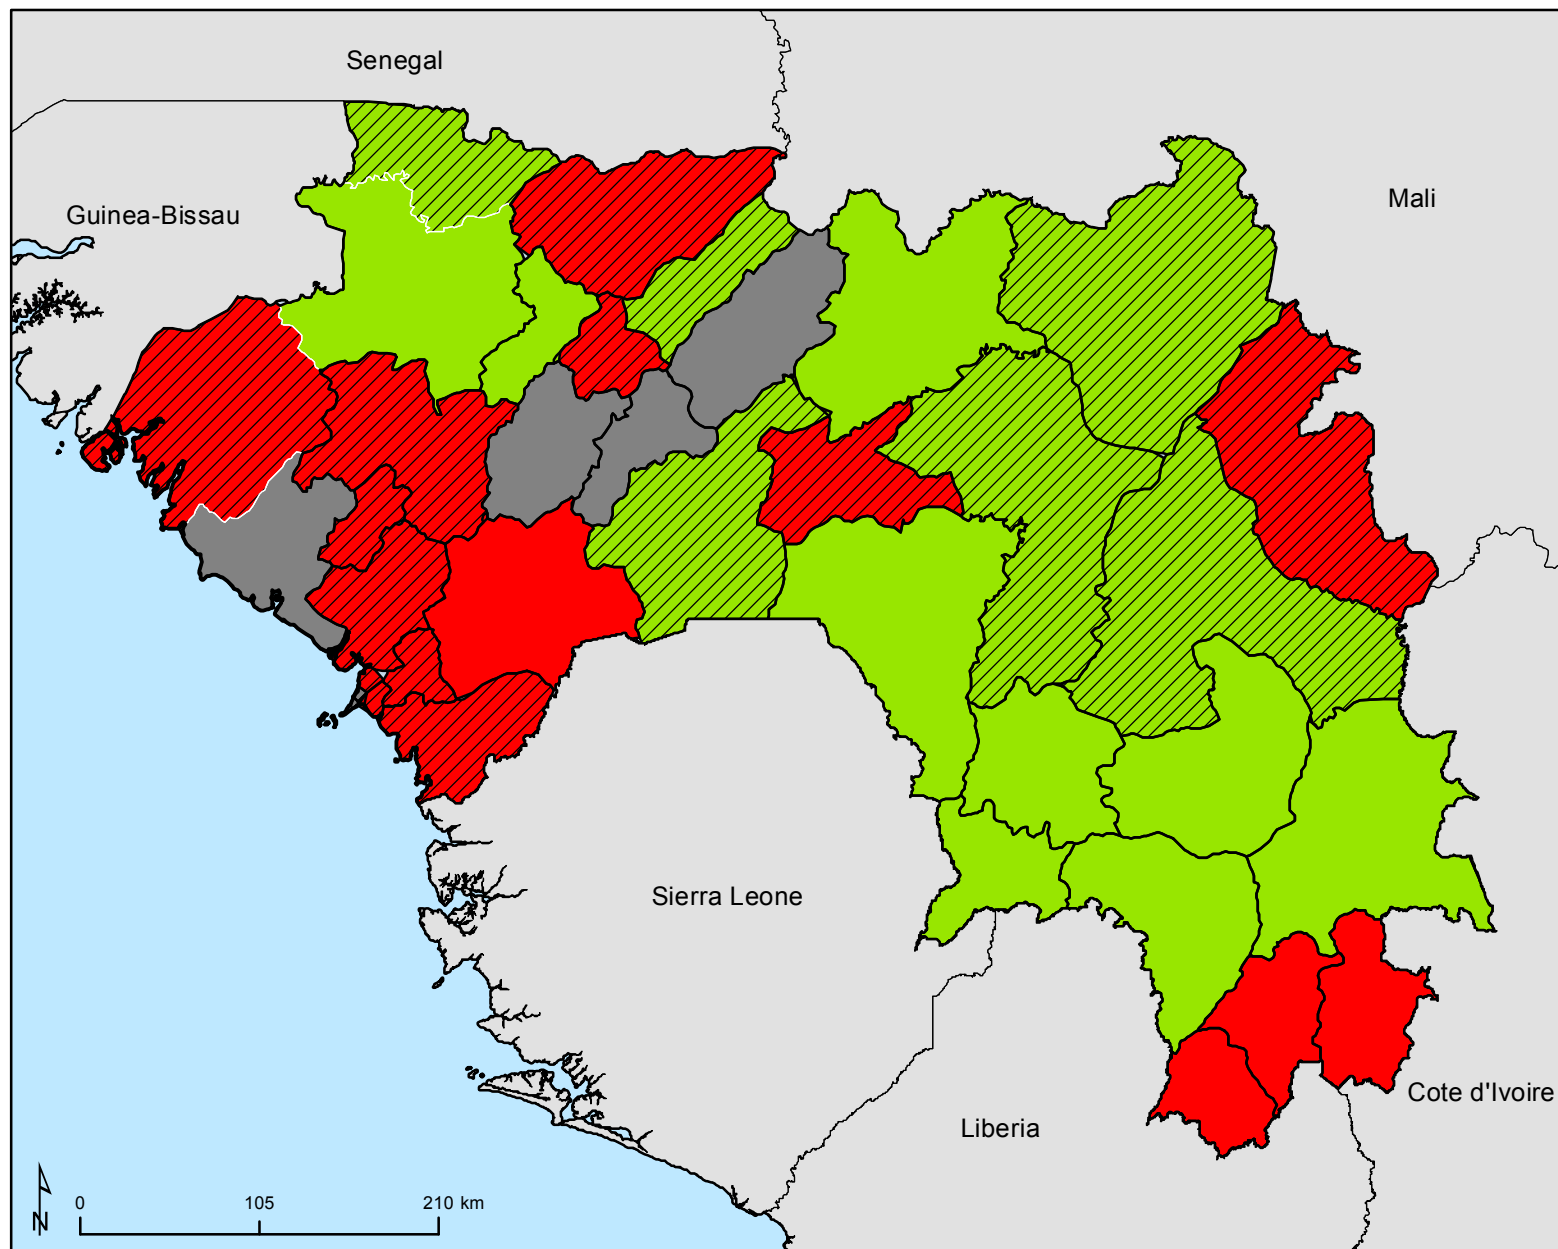 Senegal
Mali
Guinea-Bissau
Sierra Leone
Cote d'Ivoire
Liberia
N
0 105 210 km